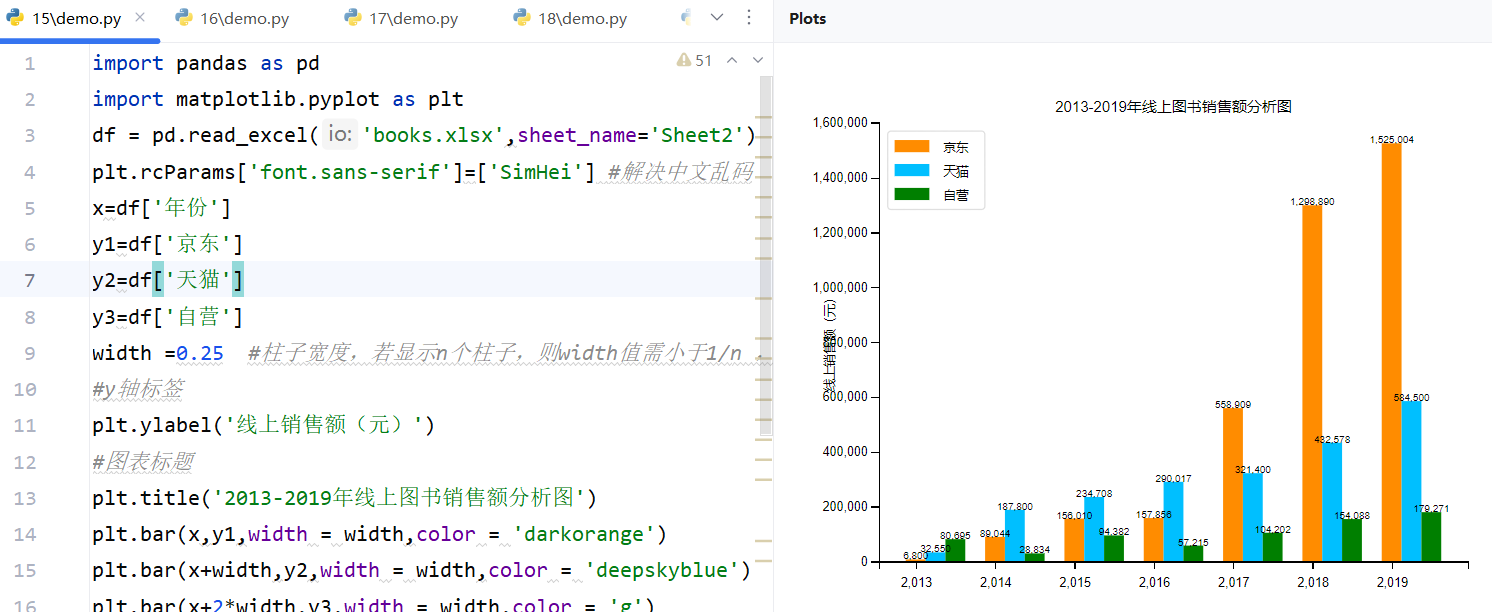 15\demo.py
16\demo.py
17\demo.py
18\demo.py
Plots
51
1 import pandas as pd
2 import matplotlib.pyplot as plt
3 df = pd.read_excel( io: 'books.xlsx',sheet_name='Sheet2')
4 plt.rcParams['font.sans-serif']=['SimHei'] #解决中文乱码
5 x=df['年份']
6 y1=df['京东']
7 y2=df['天猫']
8 y3=df['自营']
9 width =0.25 #柱子宽度，若显示n个柱子，则width值需小于1/n
10 #y轴标签
11 plt.ylabel('线上销售额（元）')
12 #图表标题
13 plt.title('2013-2019年线上图书销售额分析图')
14 plt.bar(x,y1,width = width,color = 'darkorange')
15 plt.bar(x+width,y2,width = width,color = 'deepskyblue')
16 plt.bar(x+2*width,y3,width = width,color = 'g')
2013-2019年线上图书销售额分析图
京东
天猫
自营
线上销售额（元）
1,600,000
1,400,000
1,200,000
1,000,000
800,000
600,000
400,000
200,000
0
6,800
32,550
80,695
89,044
187,800
28,834
156,010
234,708
94,382
157,856
290,017
57,215
558,909
321,400
104,202
1,298,890
432,578
154,088
1,525,004
584,500
179,271
2,013
2,014
2,015
2,016
2,017
2,018
2,019